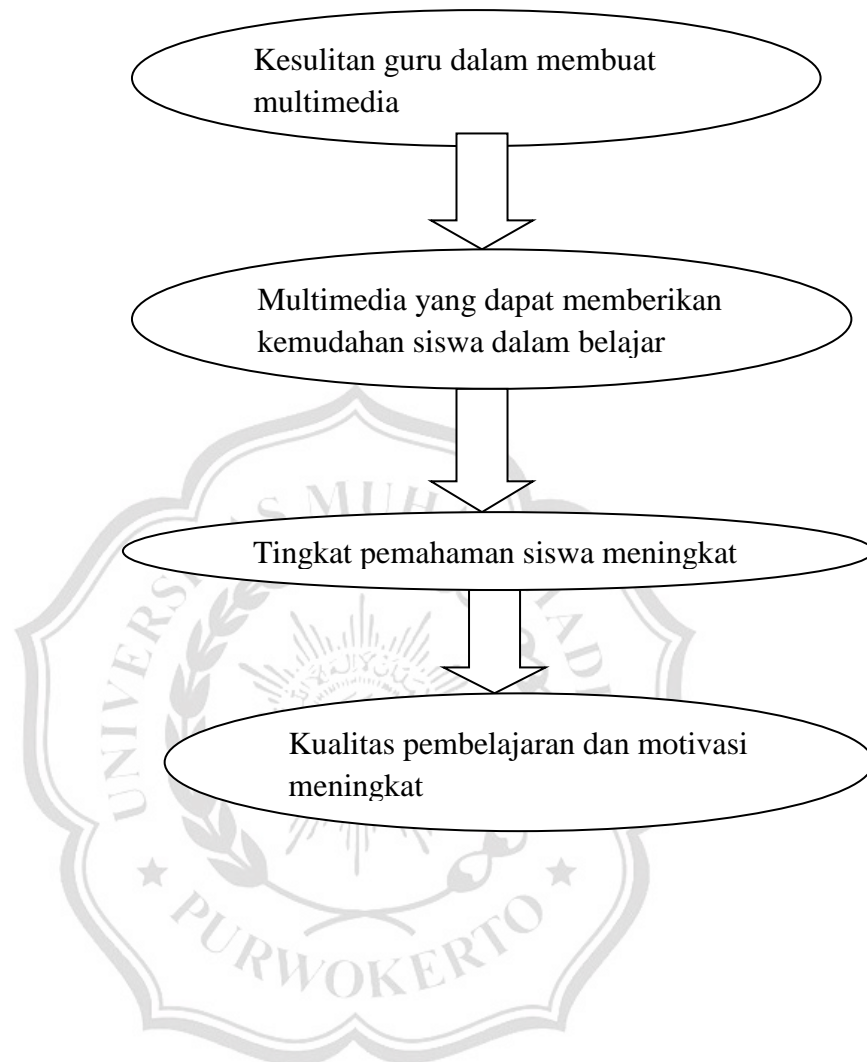 Kesulitan guru dalam membuat
multimedia
Multimedia yang dapat memberikan
kemudahan siswa dalam belajar
Tingkat pemahaman siswa meningkat
Kualitas pembelajaran dan motivasi
meningkat
PURWOKERTO